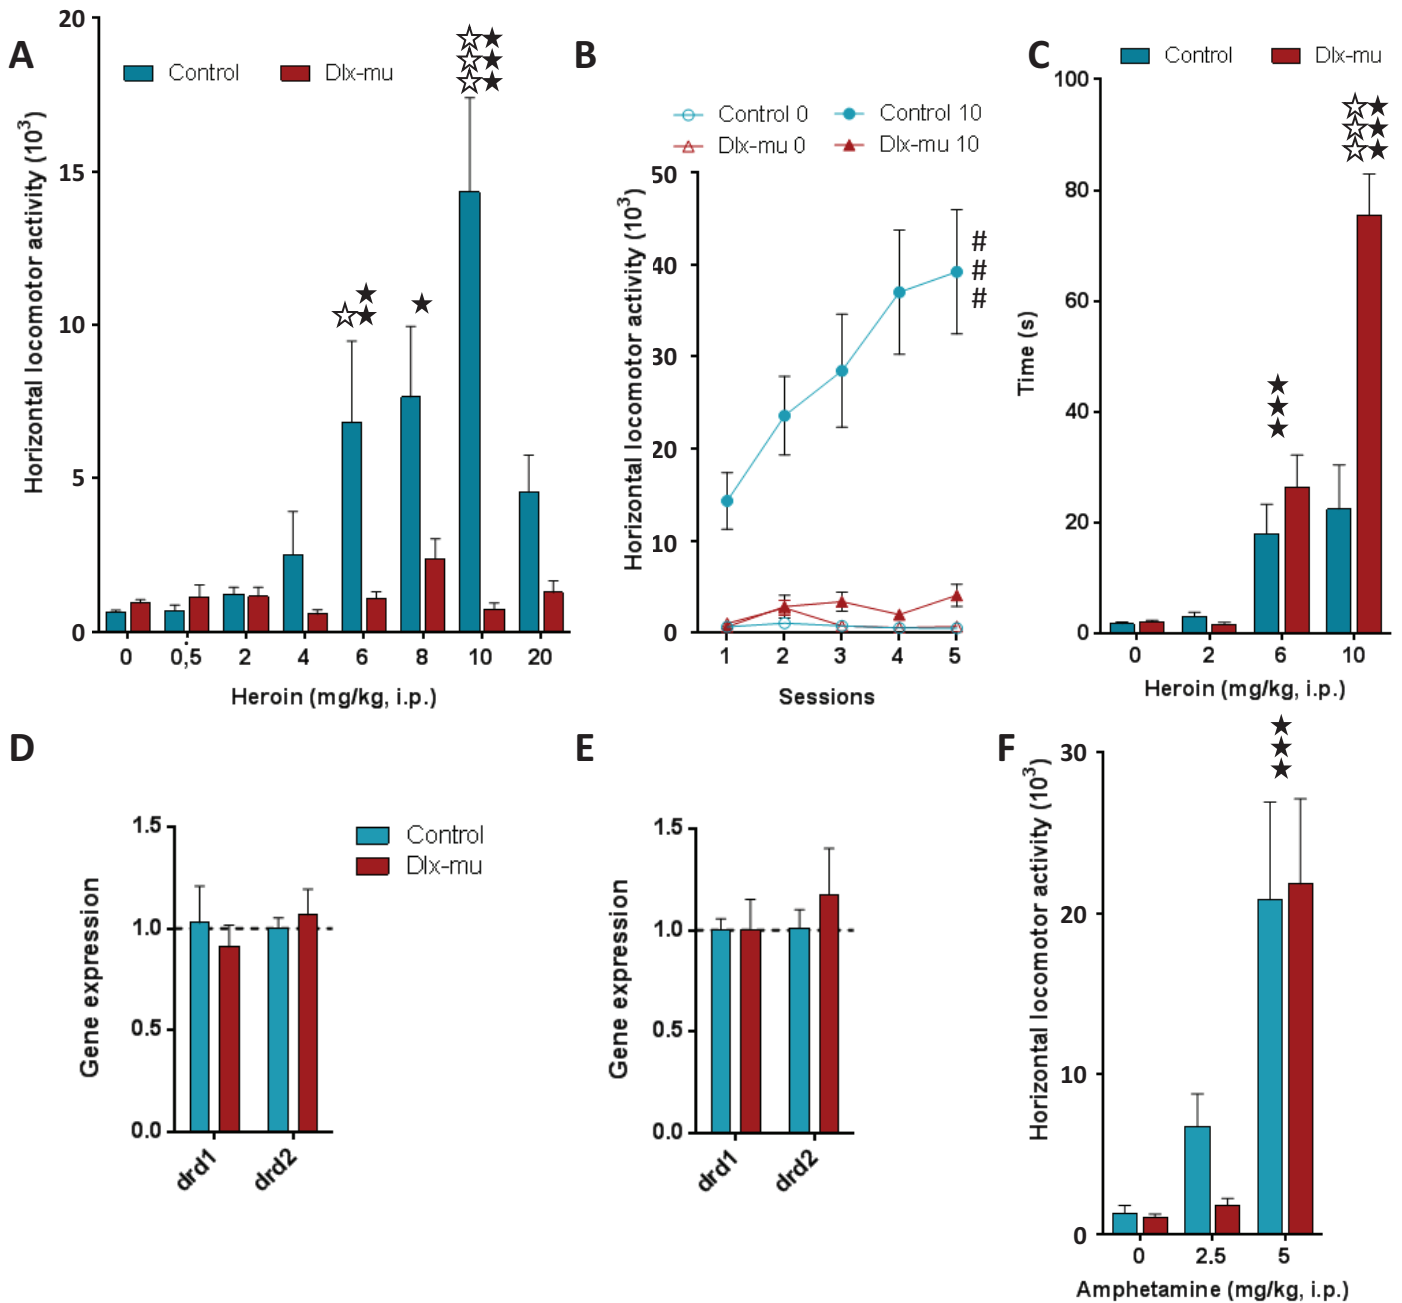 A
Control
Dlx-mu
Horizontal locomotor activity (10³)
20
15
10
5
0
0
0,5
2
4
6
8
10
20
Heroin (mg/kg, i.p.)
B
Control 0
Control 10
Dlx-mu 0
Dlx-mu 10
Horizontal locomotor activity (10³)
50
40
30
20
10
0
#
#
#
1
2
3
4
5
Sessions
C
Control
Dlx-mu
Time (s)
100
80
60
40
20
0
0
2
6
10
Heroin (mg/kg, i.p.)
D
Control
Dlx-mu
Gene expression
1.5
1.0
0.5
0.0
drd1
drd2
E
Gene expression
1.5
1.0
0.5
0.0
drd1
drd2
F
Horizontal locomotor activity (10³)
30
20
10
0
0
2.5
5
Amphetamine (mg/kg, i.p.)